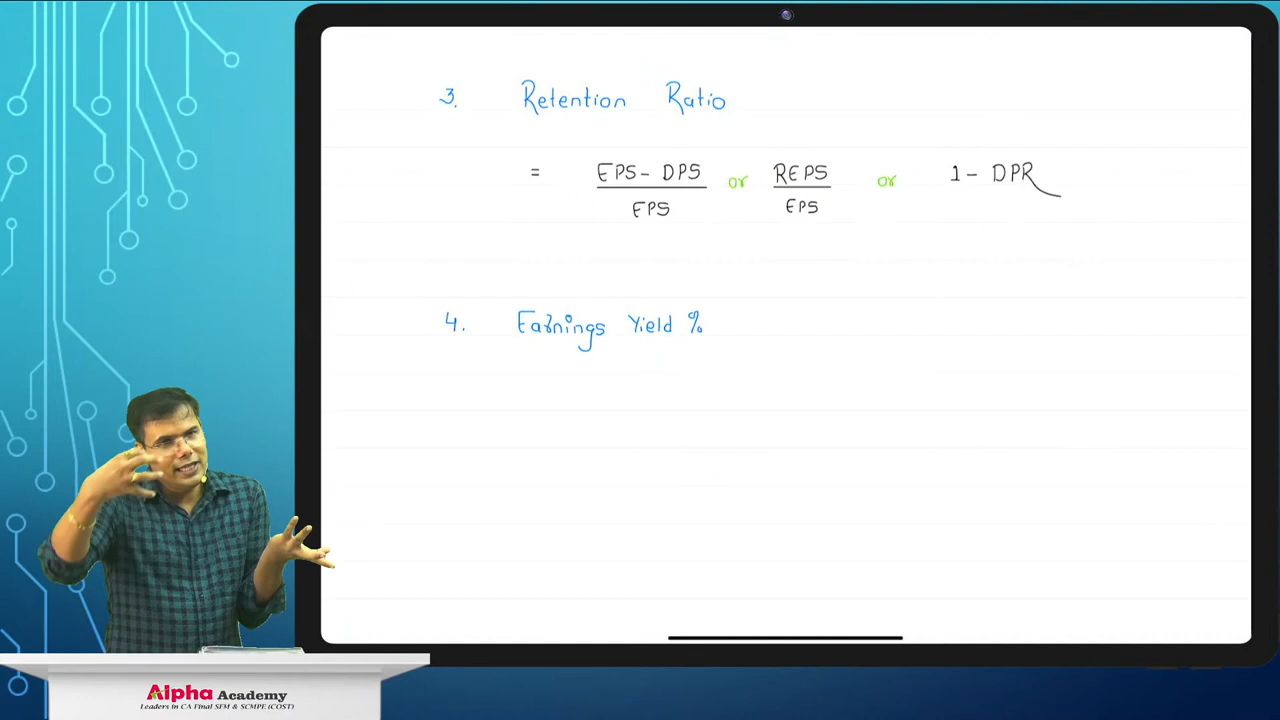 3. Retention Ratio
= EPS - DPS or REPS or 1 - DPR
EPS EPS
4. Earnings Yield %
Alpha Academy
Leaders in CA Final SFM & SCMPE (COST)